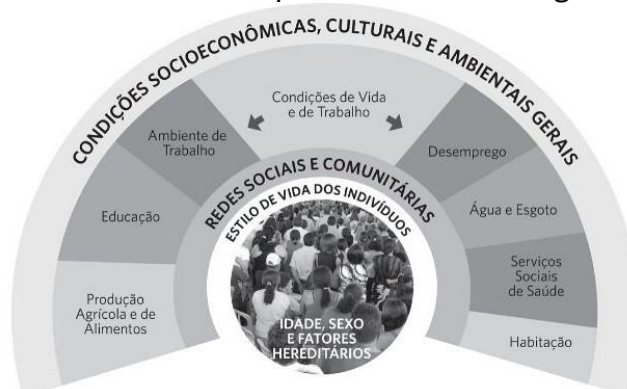 CONDIÇÕES SOCIOECONÔMICAS, CULTURAIS E AMBIENTAIS GERAIS
Condições de Vida
e de Trabalho
Ambiente de
Trabalho
Desemprego
REDES SOCIAIS E COMUNITÁRIAS
ESTILO DE VIDA DOS INDIVÍDUOS
Educação
Água e Esgoto
Serviços
Sociais
de Saúde
Produção
Agrícola e de
Alimentos
Habitação
IDADE, SEXO
E FATORES
HEREDITÁRIOS